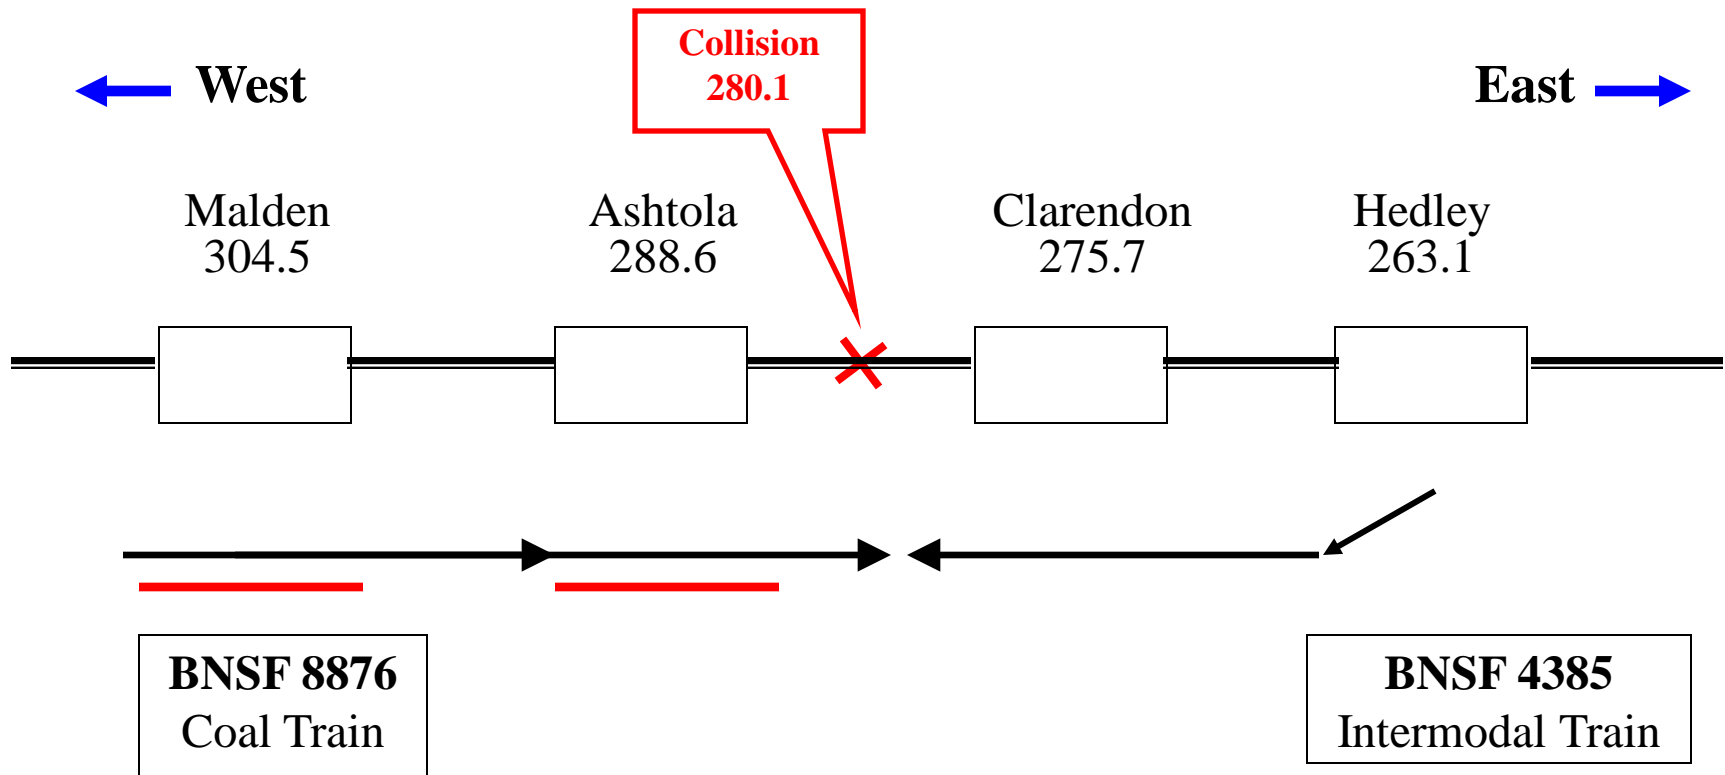 Collision
280.1
West
East
Malden
304.5
Ashtola
288.6
Clarendon
275.7
Hedley
263.1
BNSF 8876
Coal Train
BNSF 4385
Intermodal Train